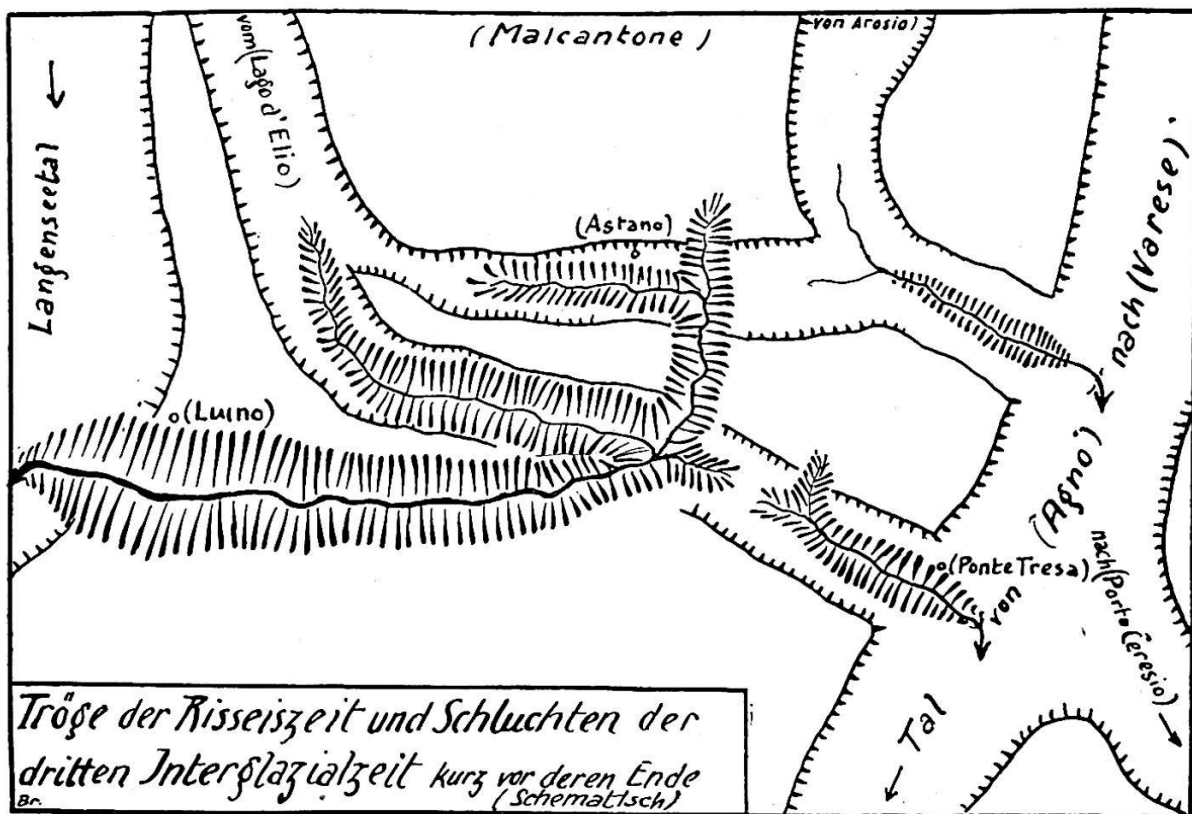 (Malcantone)
von Arosio)
vom (Lago d'Elio)
Langenseetal
(Astano)
nach (Varese).
(Luino)
(Agno)
(Ponte Tresa)
von
nach (Porto Ceresio)
Tal
Tröge der Risseiszeit und Schluchten der
dritten Interglazialzeit kurz vor deren Ende
(Schematisch)
Br.